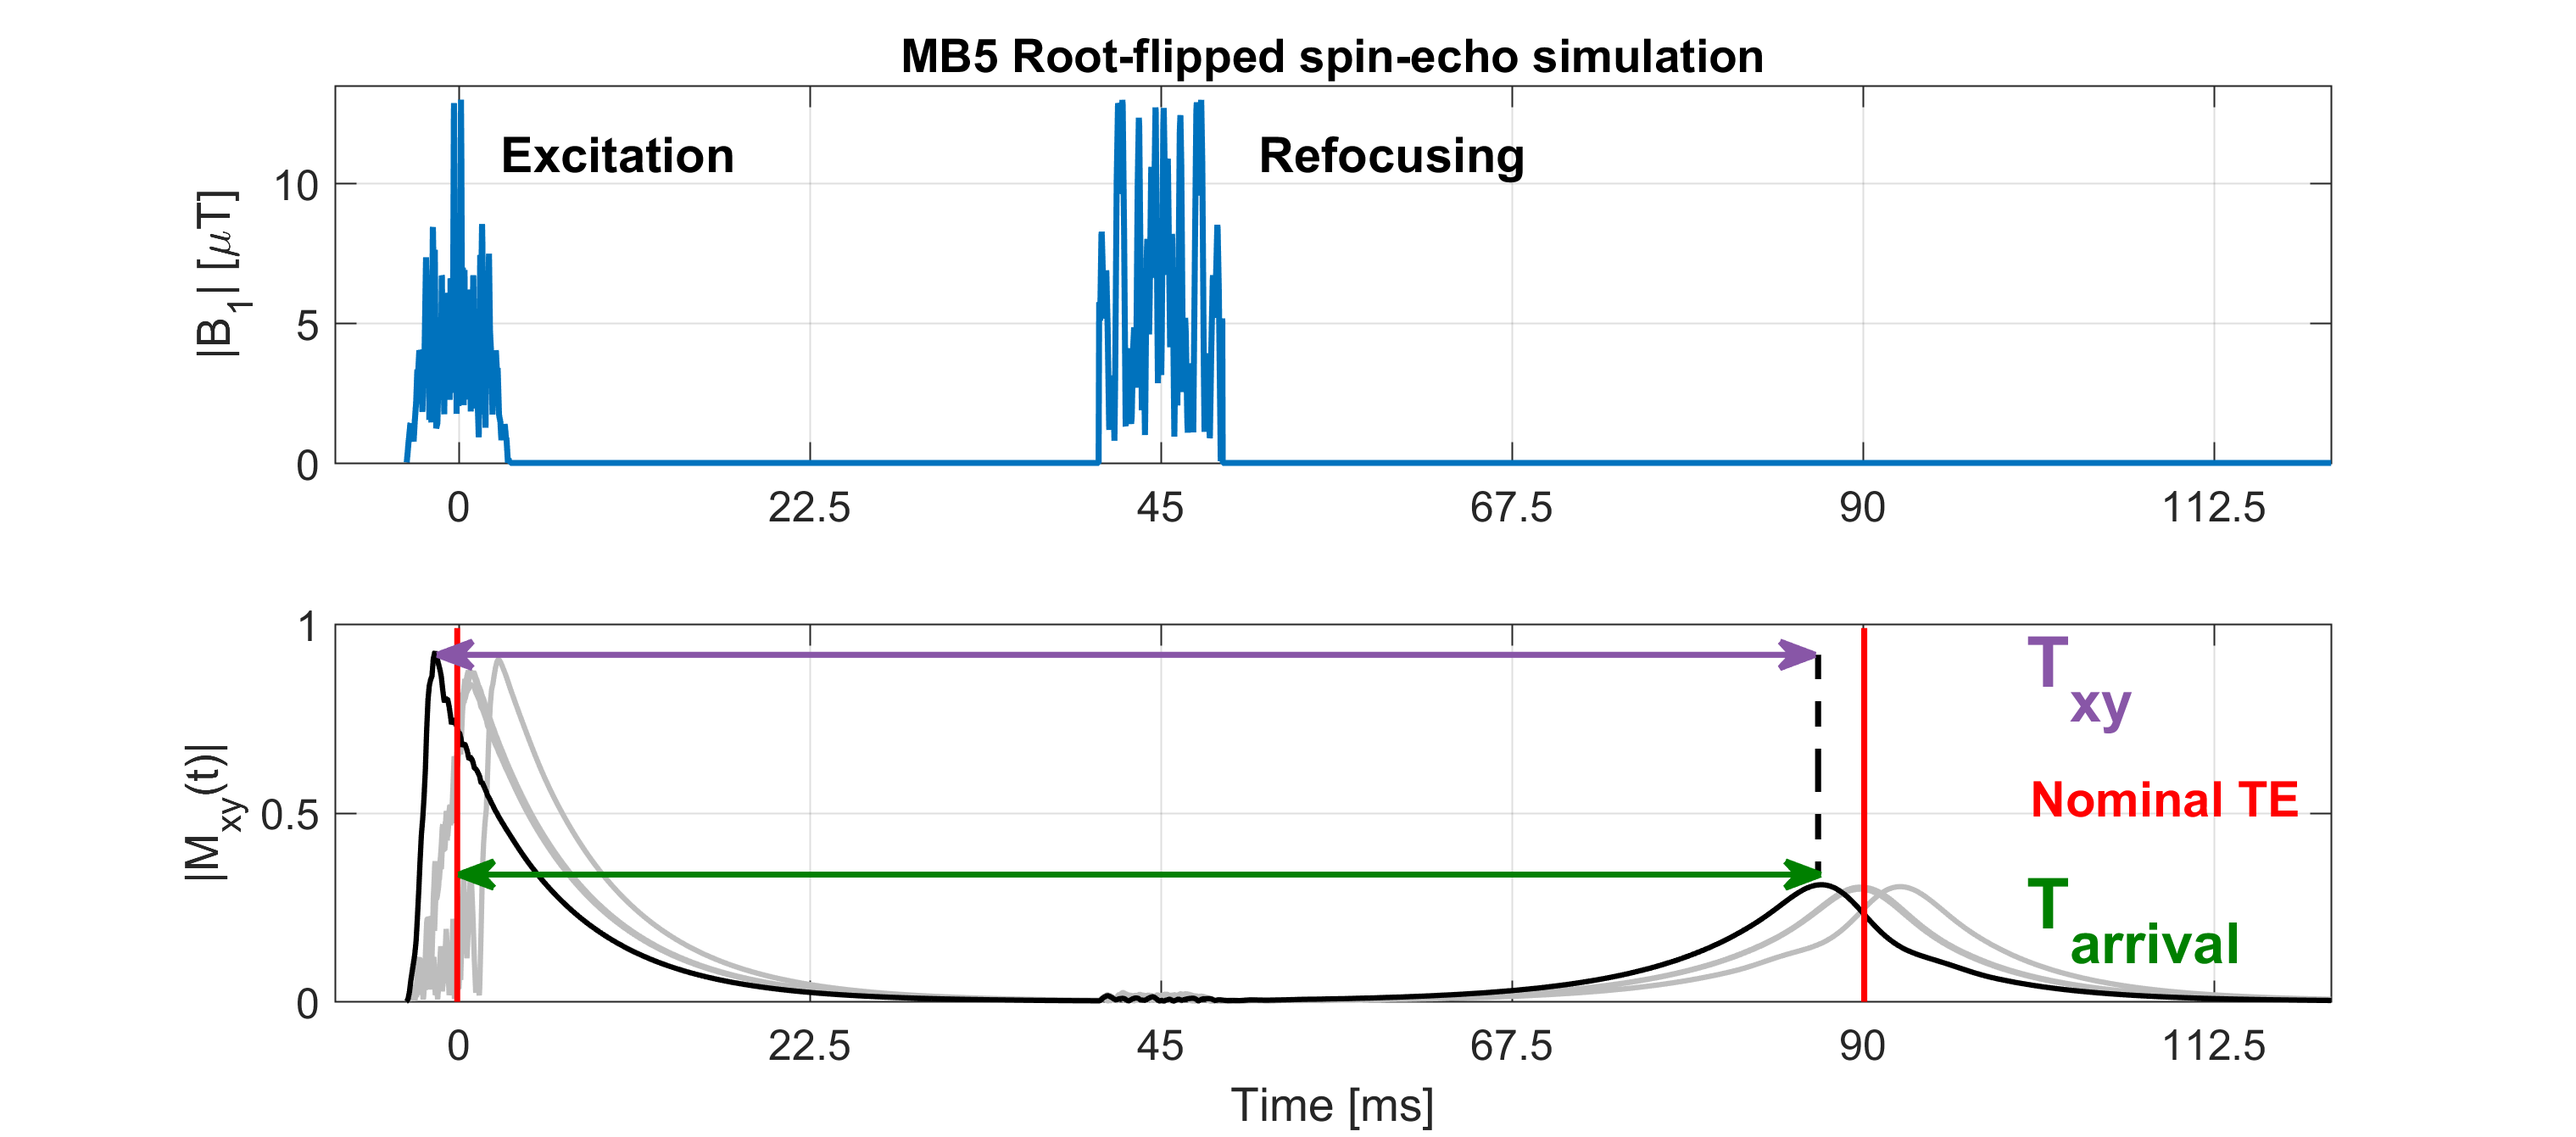 MB5 Root-flipped spin-echo simulation
|B1| [μT]
10
5
0
Excitation
Refocusing
0 22.5 45 67.5 90 112.5
|Mxy(t)|
1
0.5
0
Txy
Nominal TE
Tarrival
0 22.5 45 67.5 90 112.5
Time [ms]